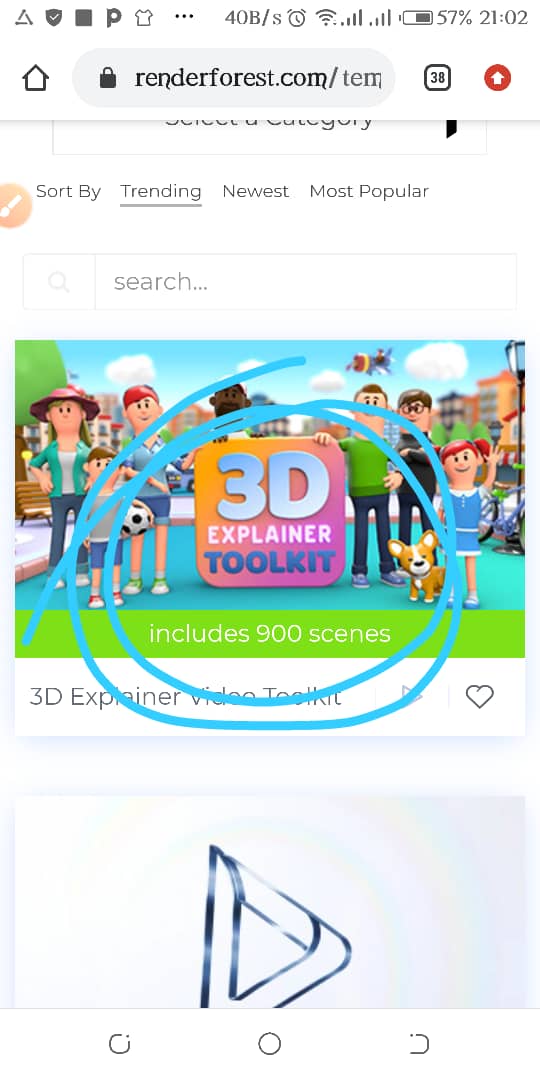 40B/s 57% 21:02
renderforest.com/tem
38
Select a Category
Sort By Trending Newest Most Popular
search...
3D
EXPLAINER
TOOLKIT
includes 900 scenes
3D Explainer Video Toolkit